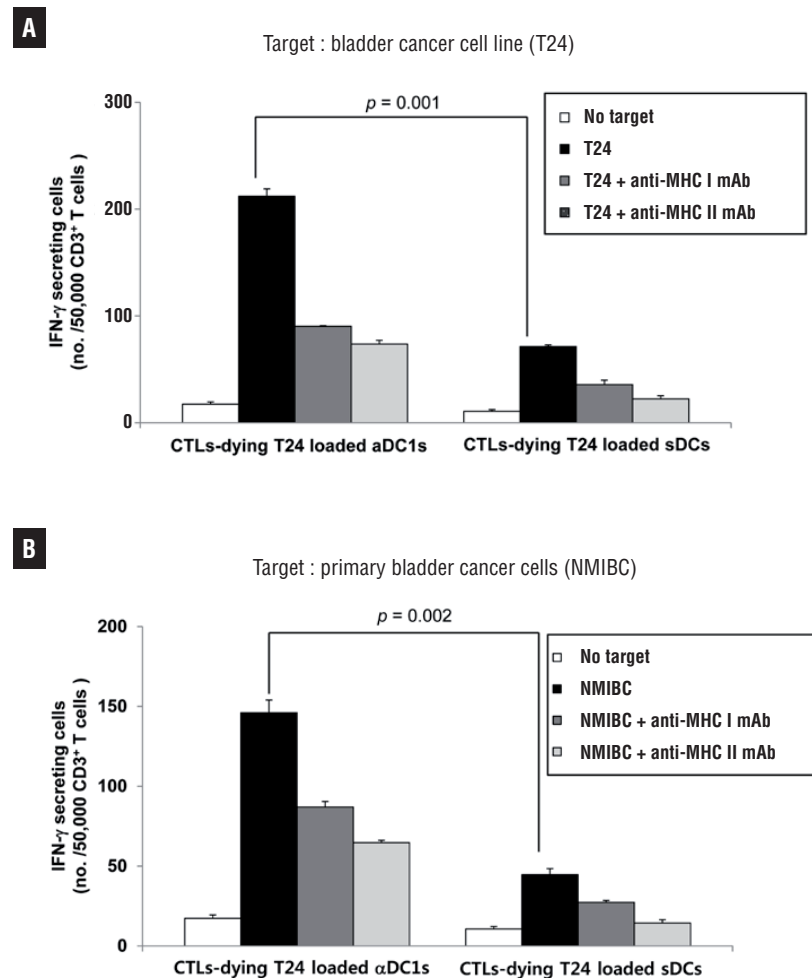 A
Target : bladder cancer cell line (T24)
300
200
100
0
IFN-γ secreting cells
(no. /50,000 CD3⁺ T cells )
p = 0.001
No target
T24
T24 + anti-MHC I mAb
T24 + anti-MHC II mAb
CTLs-dying T24 loaded aDC1s
CTLs-dying T24 loaded sDCs
B
Target : primary bladder cancer cells (NMIBC)
200
150
100
50
0
IFN-γ secreting cells
(no. /50,000 CD3⁺ T cells )
p = 0.002
No target
NMIBC
NMIBC + anti-MHC I mAb
NMIBC + anti-MHC II mAb
CTLs-dying T24 loaded αDC1s
CTLs-dying T24 loaded sDCs